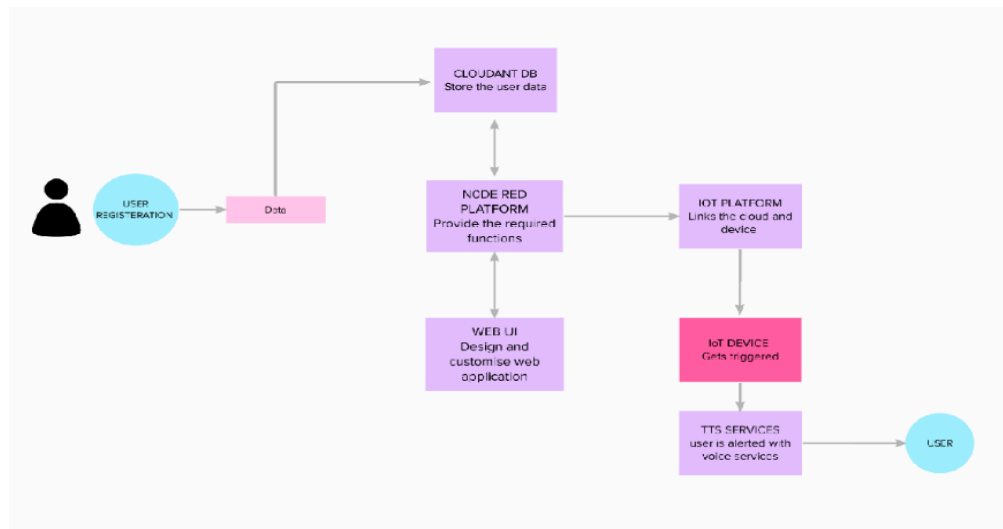 CLOUDANT DB
Store the user data
USER
REGISTERATION
Data
NODE RED
PLATFORM
Provide the required
functions
IOT PLATFORM
Links the cloud and
device
WEB UI
Design and
customise web
application
IoT DEVICE
Gets triggered
TTS SERVICES
user is alerted with
voice services
USER